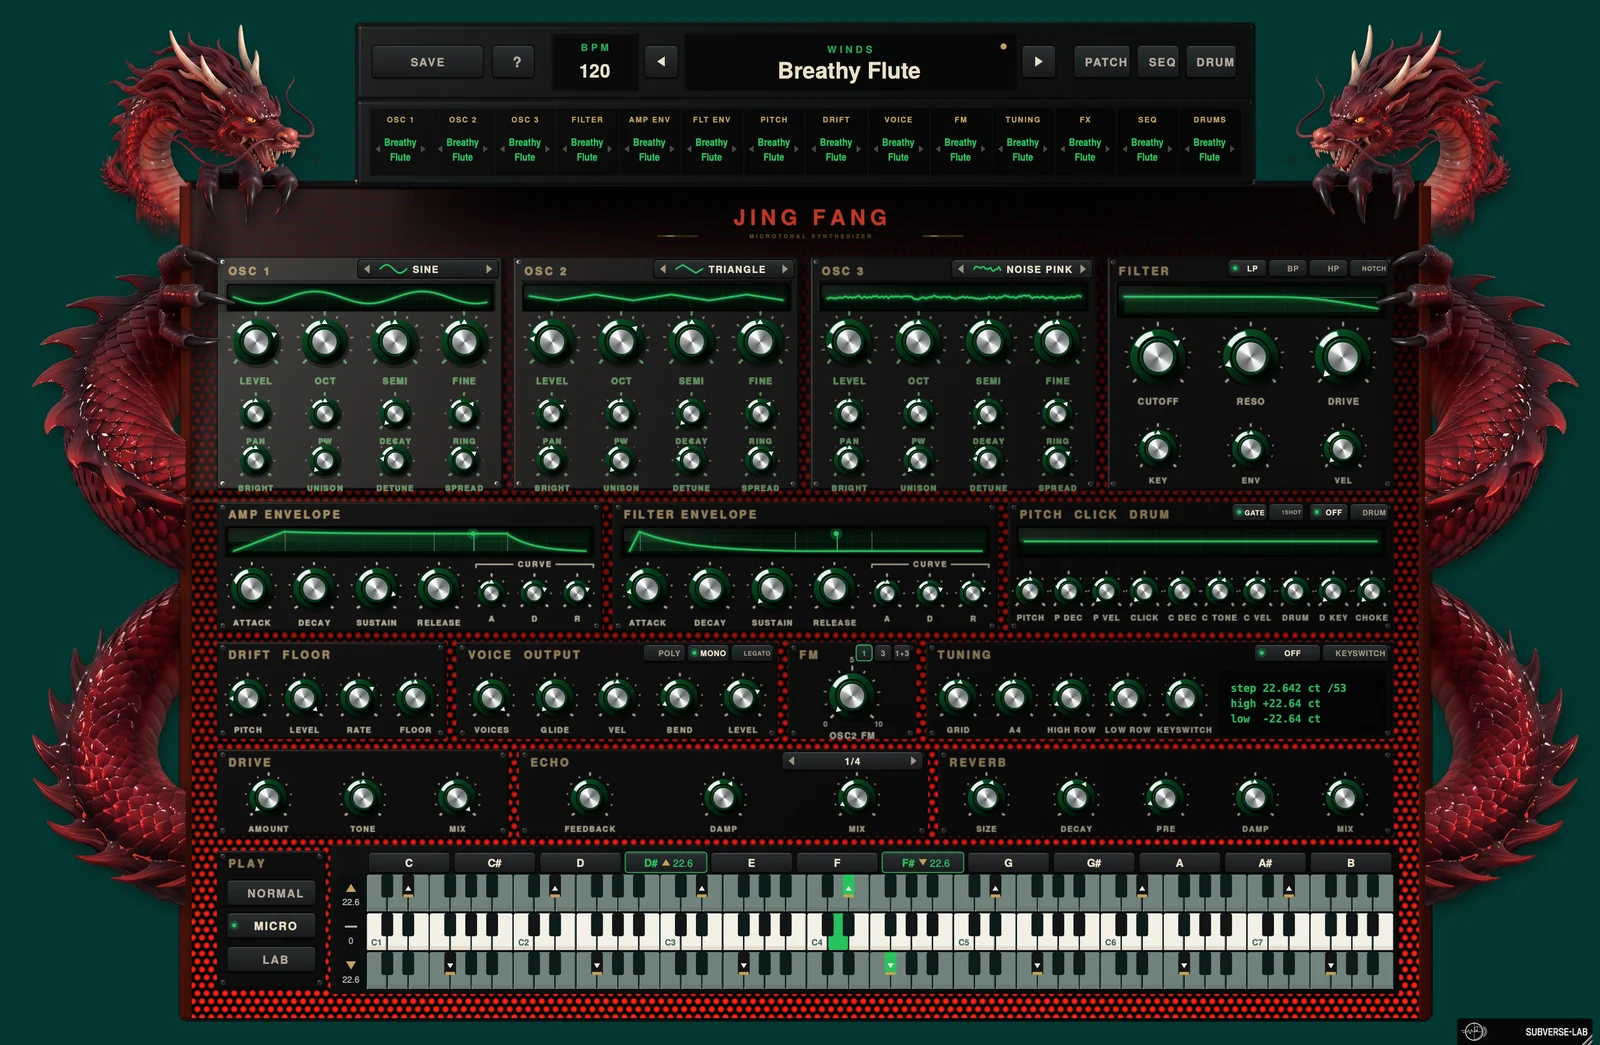 SAVE ? BPM 120 WINDS Breathy Flute PATCH SEQ DRUM
OSC 1 OSC 2 OSC 3 FILTER AMP ENV FLT ENV PITCH DRIFT VOICE FM TUNING FX SEQ DRUMS
Breathy Breathy Breathy Breathy Breathy Breathy Breathy Breathy Breathy Breathy Breathy Breathy Breathy Breathy
Flute Flute Flute Flute Flute Flute Flute Flute Flute Flute Flute Flute Flute Flute
JING FANG
MICROTONAL SYNTHESIZER
OSC 1 SINE OSC 2 TRIANGLE OSC 3 NOISE PINK FILTER LP BP HP NOTCH
LEVEL OCT SEMI FINE LEVEL OCT SEMI FINE LEVEL OCT SEMI FINE
CUTOFF RESO DRIVE
PAN PW DECAY RING PAN PW DECAY RING PAN PW DECAY RING
KEY ENV VEL
BRIGHT UNISON DETUNE SPREAD BRIGHT UNISON DETUNE SPREAD BRIGHT UNISON DETUNE SPREAD
AMP ENVELOPE FILTER ENVELOPE PITCH CLICK DRUM GATE 1SHOT OFF DRUM
CURVE CURVE
ATTACK DECAY SUSTAIN RELEASE A D R ATTACK DECAY SUSTAIN RELEASE A D R PITCH P DEC P VEL CLICK C DEC C TONE C VEL DRUM D KEY CHOKE
DRIFT FLOOR VOICE OUTPUT POLY MONO LEGATO FM 1 3 1+3 TUNING OFF KEYSWITCH
5
step 22.642 ct /53
high +22.64 ct
low -22.64 ct
0 10
PITCH LEVEL RATE FLOOR VOICES GLIDE VEL BEND LEVEL OSC2 FM GRID A4 HIGH ROW LOW ROW KEYSWITCH
DRIVE ECHO 1/4 REVERB
AMOUNT TONE MIX FEEDBACK DAMP MIX SIZE DECAY PRE DAMP MIX
PLAY C C# D D# ▲ 22.6 E F F# ▼ 22.6 G G# A A# B
NORMAL
22.6
MICRO
0 C1 C2 C3 C4 C5 C6 C7
LAB
22.6
SUBVERSE-LAB